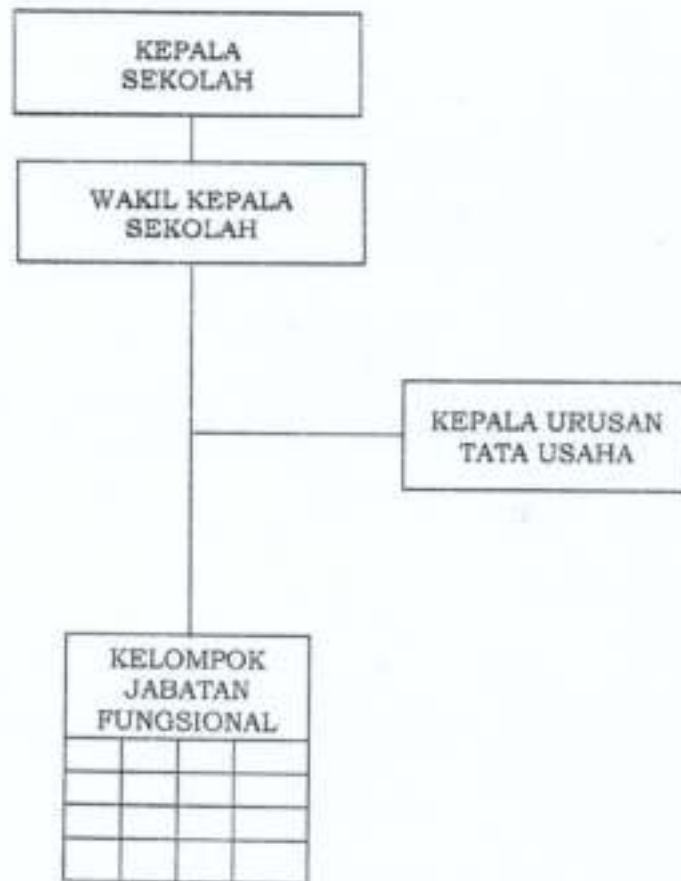 KEPALA
SEKOLAH
WAKIL KEPALA
SEKOLAH
KEPALA URUSAN
TATA USAHA
KELOMPOK
JABATAN
FUNGSIONAL